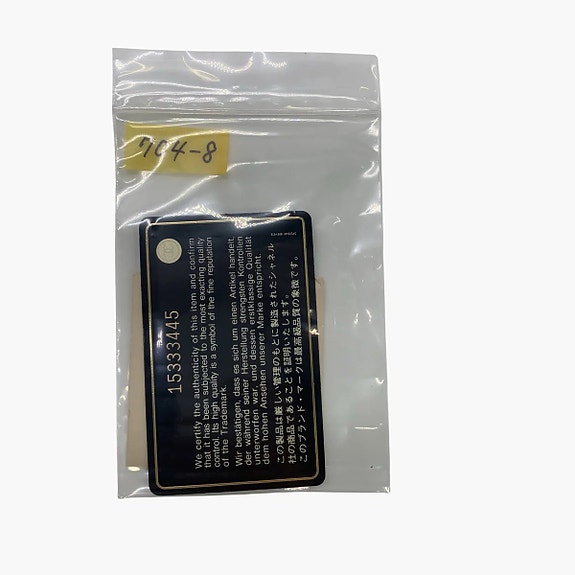 704-8
15333445
We certify the authenticity of this item and confirm
that it has been subjected to the most exacting quality
control. Its high quality is a symbol of the fine reputation
of the Trademark.
Wir bestätigen, dass es sich um einen Artikel handelt,
der während seiner Herstellung strengsten Kontrollen
unterworfen war, und dessen erstklassige Qualität
dem hohen Ansehen unserer Marke entspricht.
この製品は厳しい管理のもとに製造されたシャネル
社の商品であることを証明いたします。
このブランド・マークは最高級品質の象徴です。